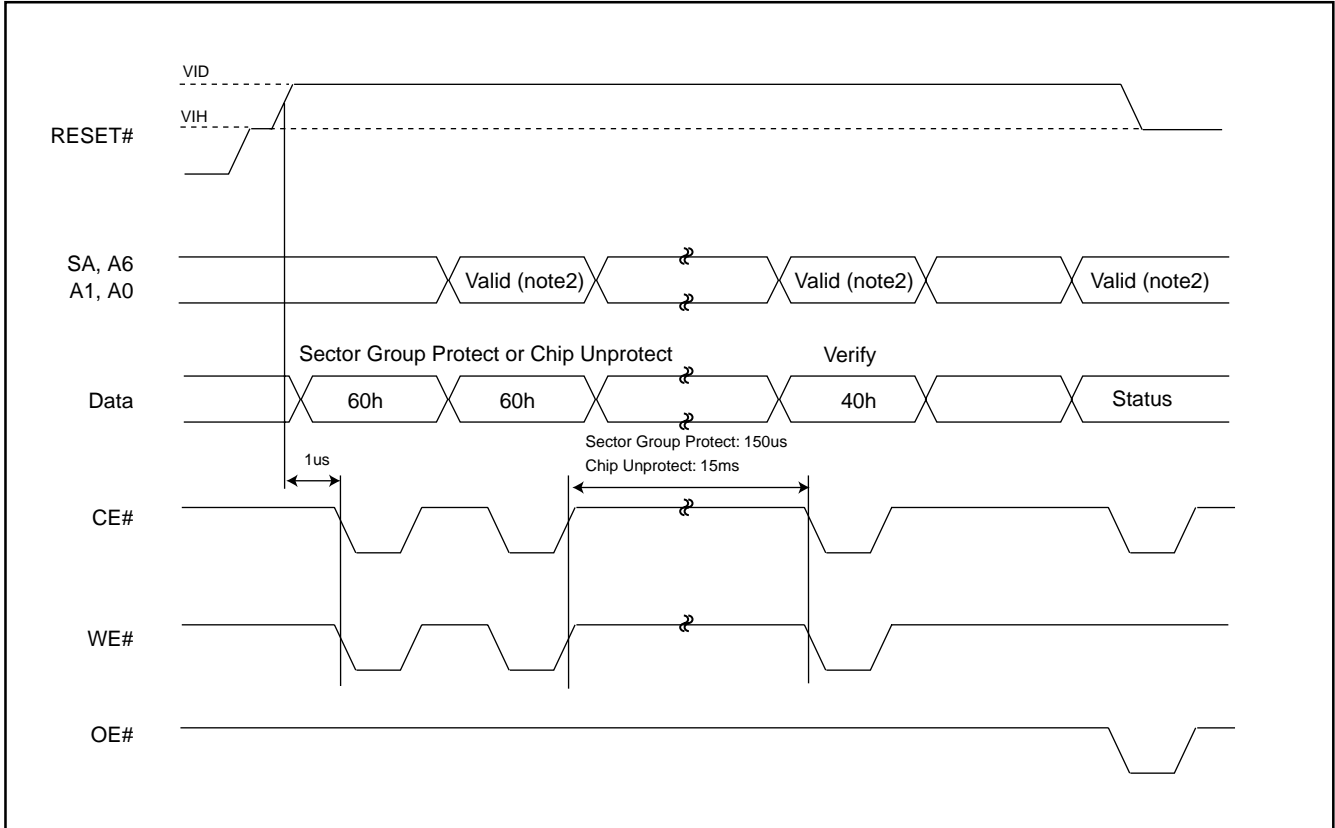 VID
VIH
RESET#
SA, A6
A1, A0
Valid (note2)
Valid (note2)
Valid (note2)
Sector Group Protect or Chip Unprotect
Verify
Data
60h
60h
40h
Status
Sector Group Protect: 150us
Chip Unprotect: 15ms
1us
CE#
WE#
OE#